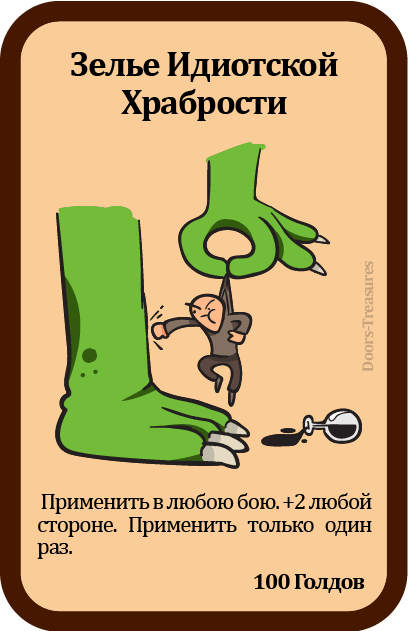 Зелье Идиотской
Храбрости
Doors-Treasures
Применить в любою бою. +2 любой
стороне. Применить только один
раз.
100 Голдов